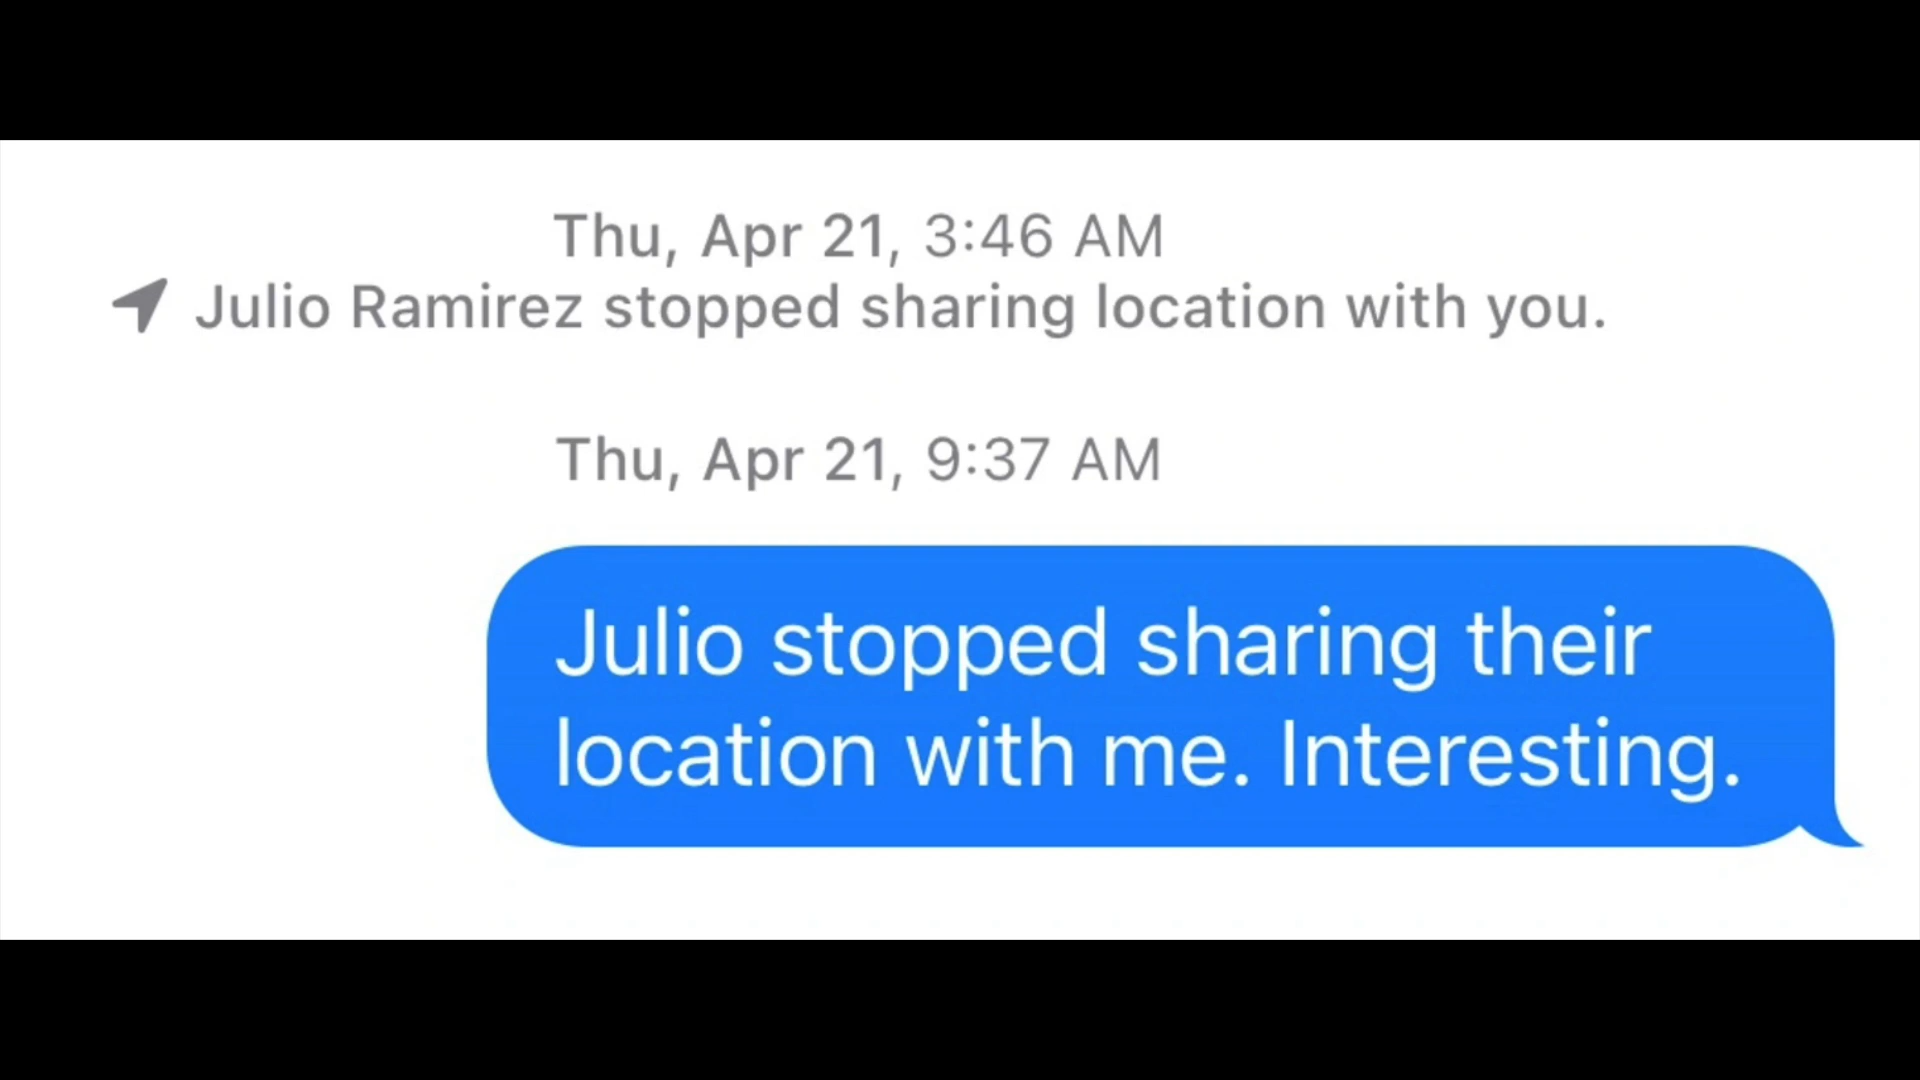 Thu, Apr 21, 3:46 AM
Julio Ramirez stopped sharing location with you.
Thu, Apr 21, 9:37 AM
Julio stopped sharing their
location with me. Interesting.